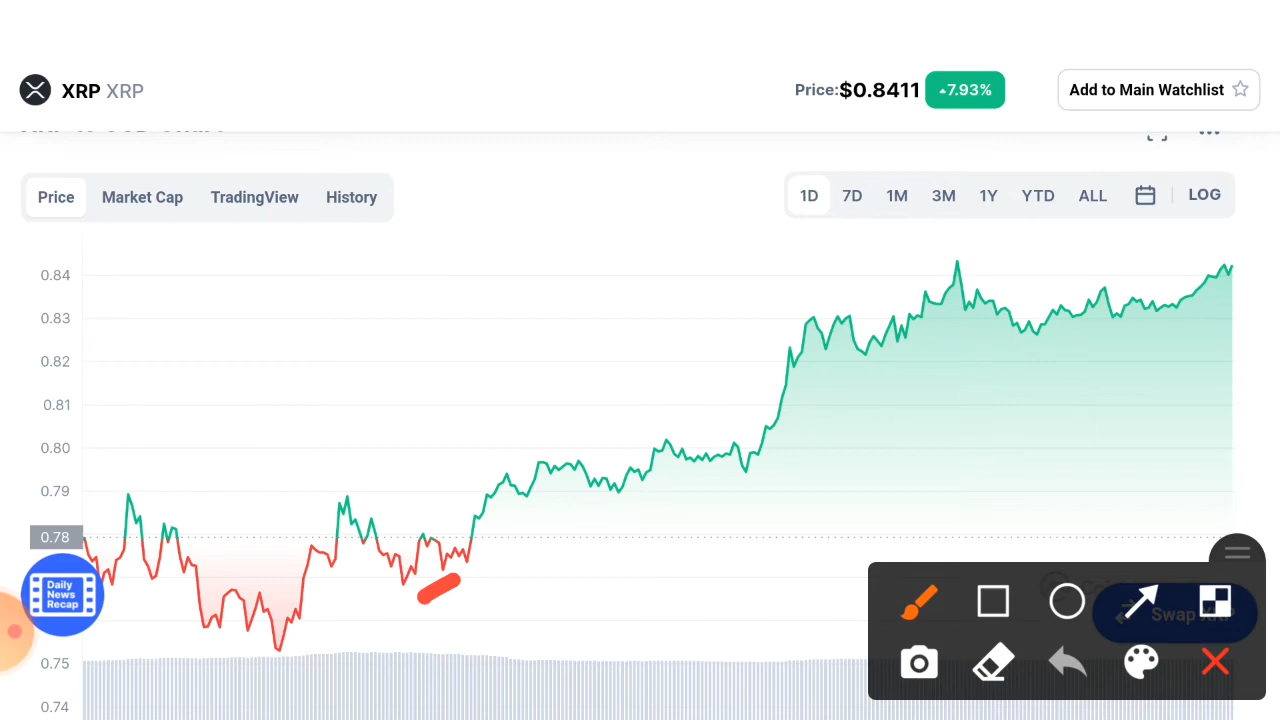 XRP XRP
Price:$0.8411 7.93%
Add to Main Watchlist
Price Market Cap TradingView History
1D 7D 1M 3M 1Y YTD ALL LOG
0.84
0.83
0.82
0.81
0.80
0.79
0.78
Daily
News
Recap
Swap XRP
0.75
0.74